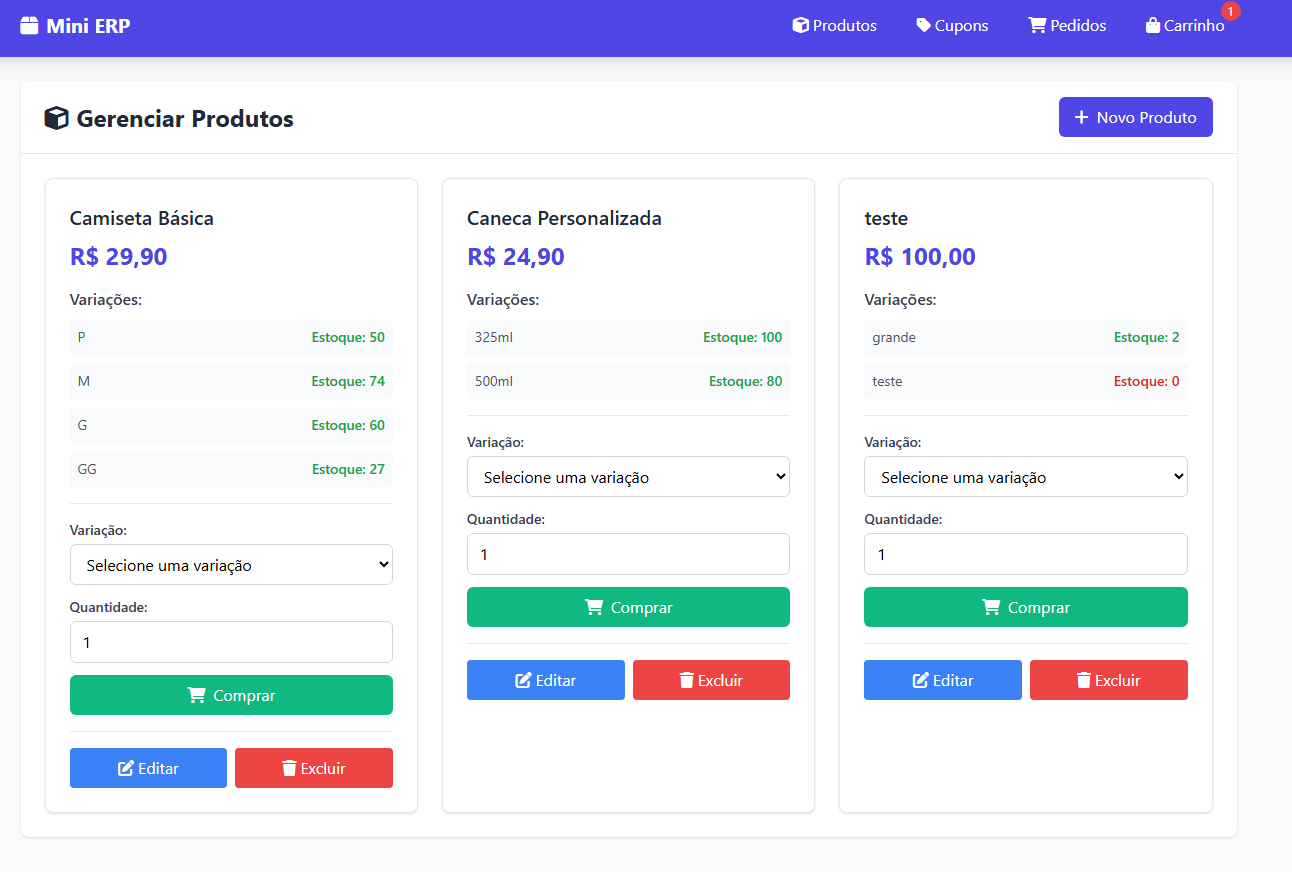 Mini ERP
Produtos
Cupons
Pedidos
Carrinho
1
Gerenciar Produtos
Novo Produto
Camiseta Básica
R$ 29,90
Variações:
P Estoque: 50
M Estoque: 74
G Estoque: 60
GG Estoque: 27
Variação:
Selecione uma variação
Quantidade:
1
Comprar
Editar
Excluir
Caneca Personalizada
R$ 24,90
Variações:
325ml Estoque: 100
500ml Estoque: 80
Variação:
Selecione uma variação
Quantidade:
1
Comprar
Editar
Excluir
teste
R$ 100,00
Variações:
grande Estoque: 2
teste Estoque: 0
Variação:
Selecione uma variação
Quantidade:
1
Comprar
Editar
Excluir